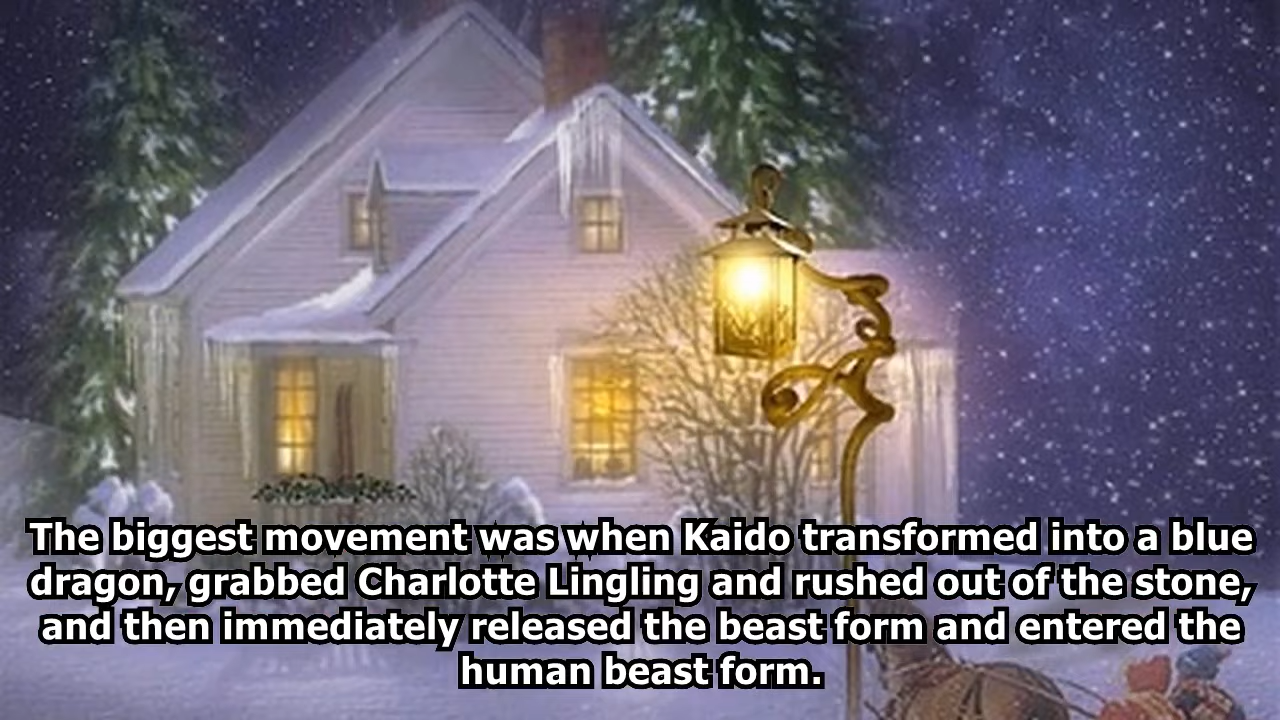 The biggest movement was when Kaido transformed into a blue
dragon, grabbed Charlotte Lingling and rushed out of the stone,
and then immediately released the beast form and entered the
human beast form.